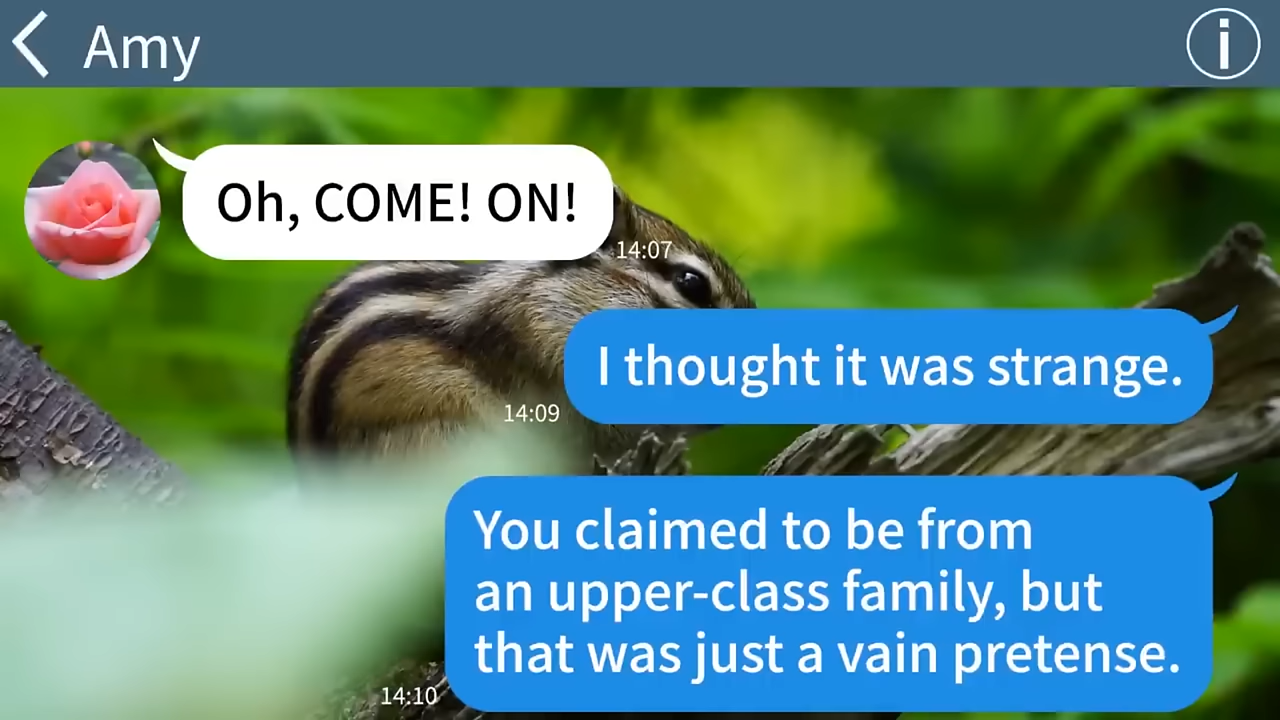 Amy
Oh, COME! ON!
14:07
I thought it was strange.
14:09
You claimed to be from
an upper-class family, but
that was just a vain pretense.
14:10